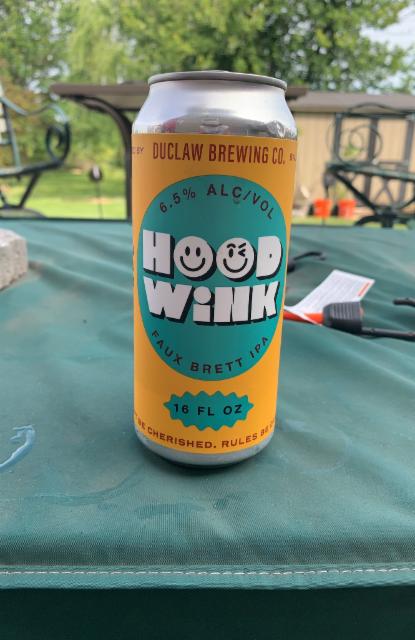 BY DUCLAW BREWING CO.
6.5% ALC/VOL
HOOD
WiNK
FAUX BRETT IPA
16 FL OZ
BE CHERISHED. RULES BE